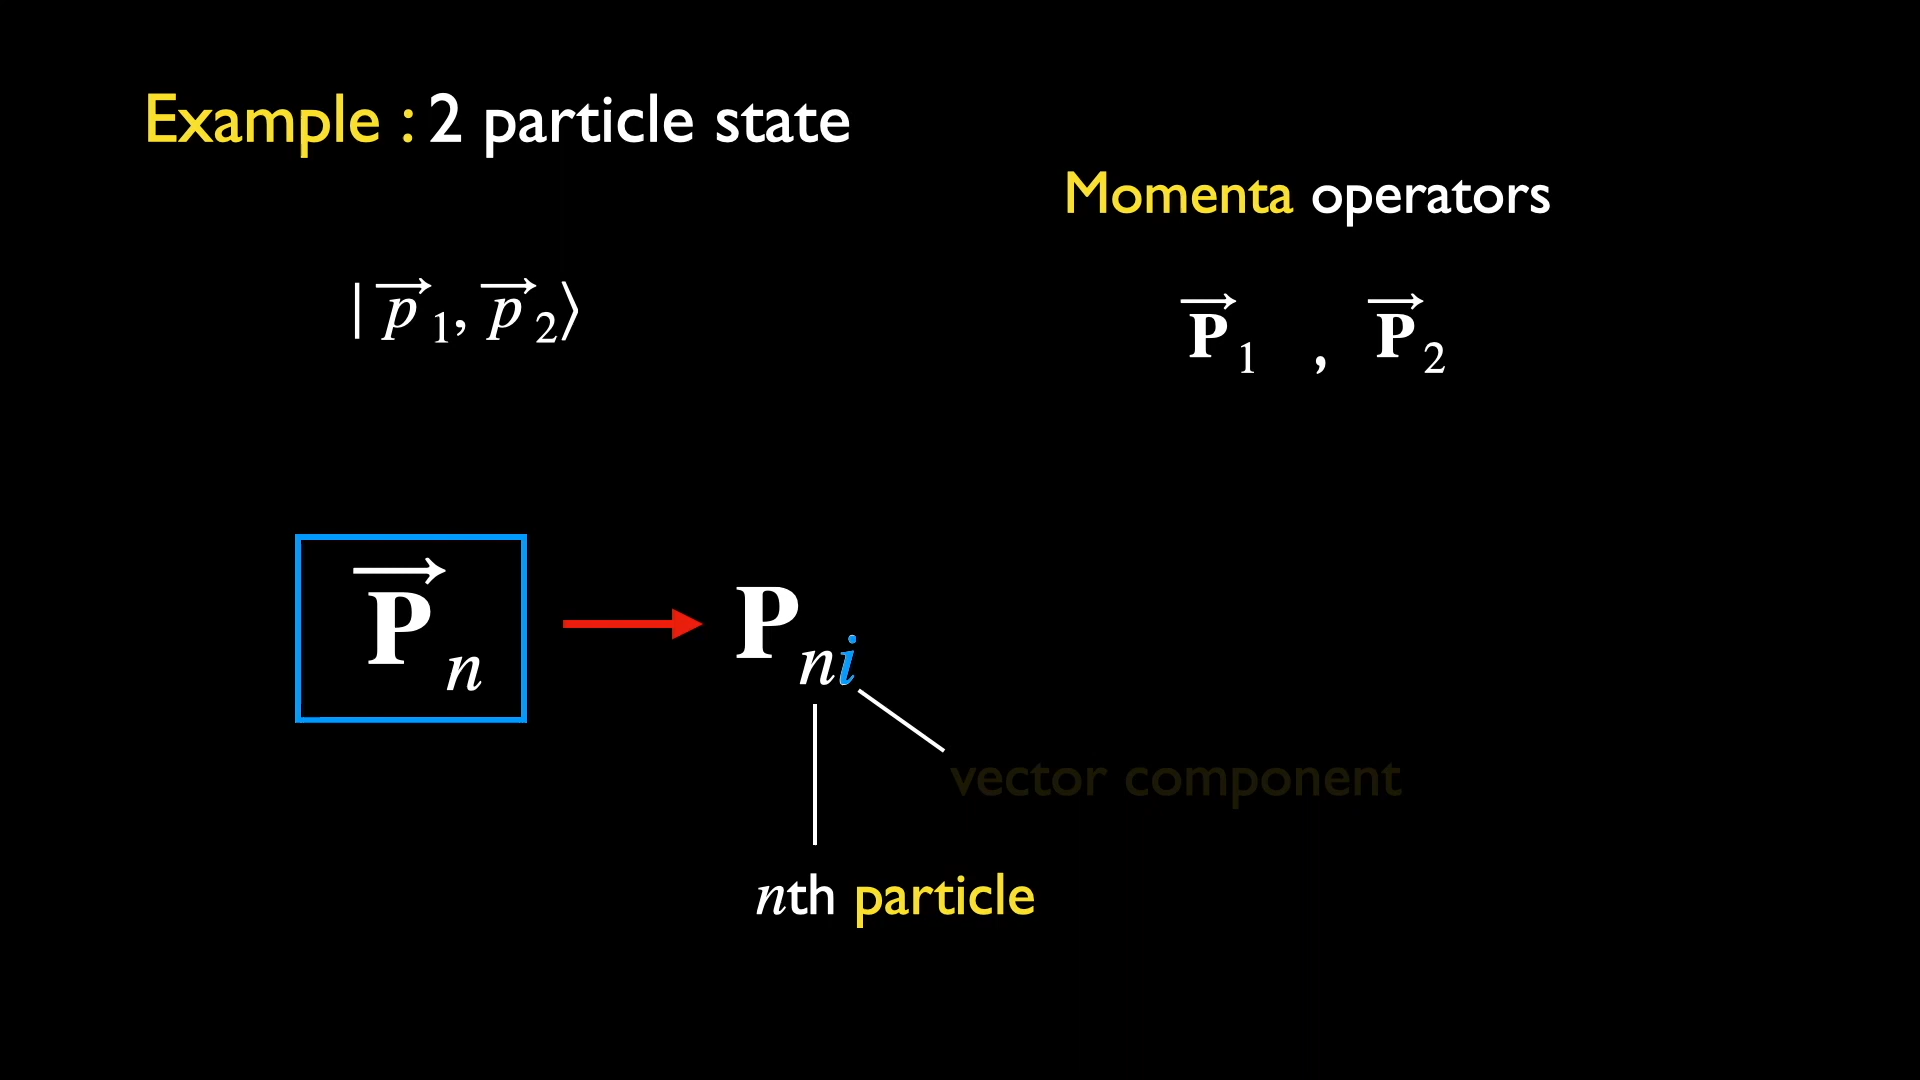 Example : 2 particle state
Momenta operators
|p⃗₁, p⃗₂⟩
P⃗₁ , P⃗₂
P⃗ₙ → Pₙᵢ
vector component
nth particle